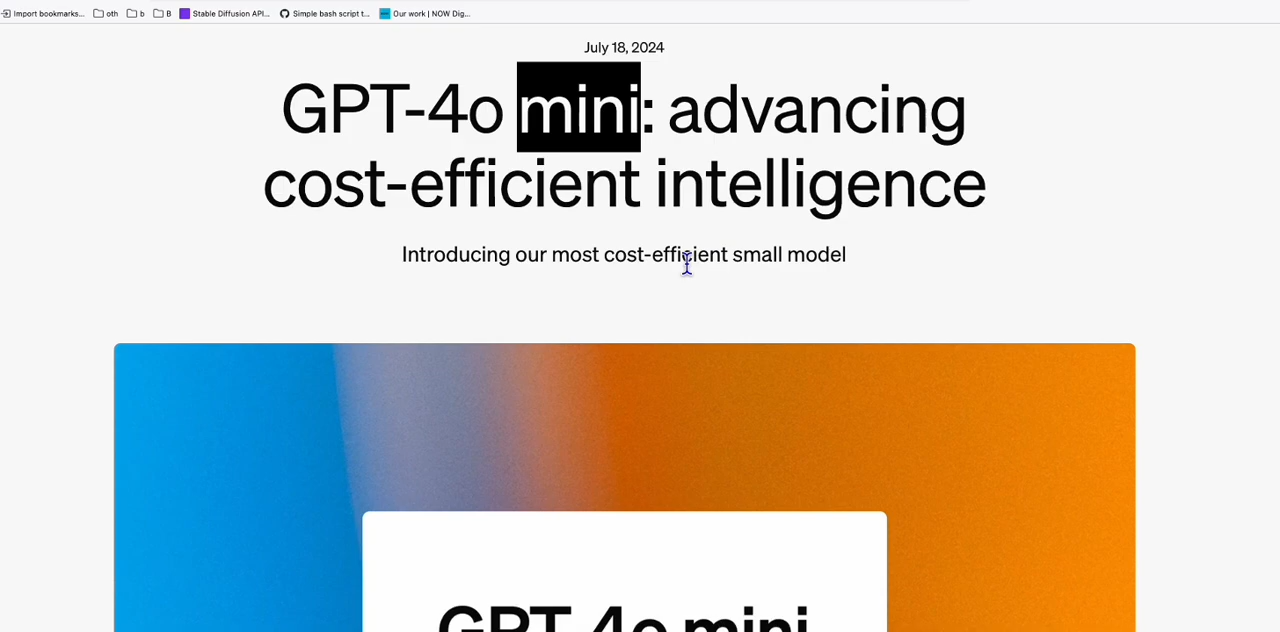 Import bookmarks... oth b B Stable Diffusion API... Simple bash script t... Our work | NOW Dig...
July 18, 2024
GPT-4o mini: advancing
cost-efficient intelligence
Introducing our most cost-efficient small model
GPT-4o mini